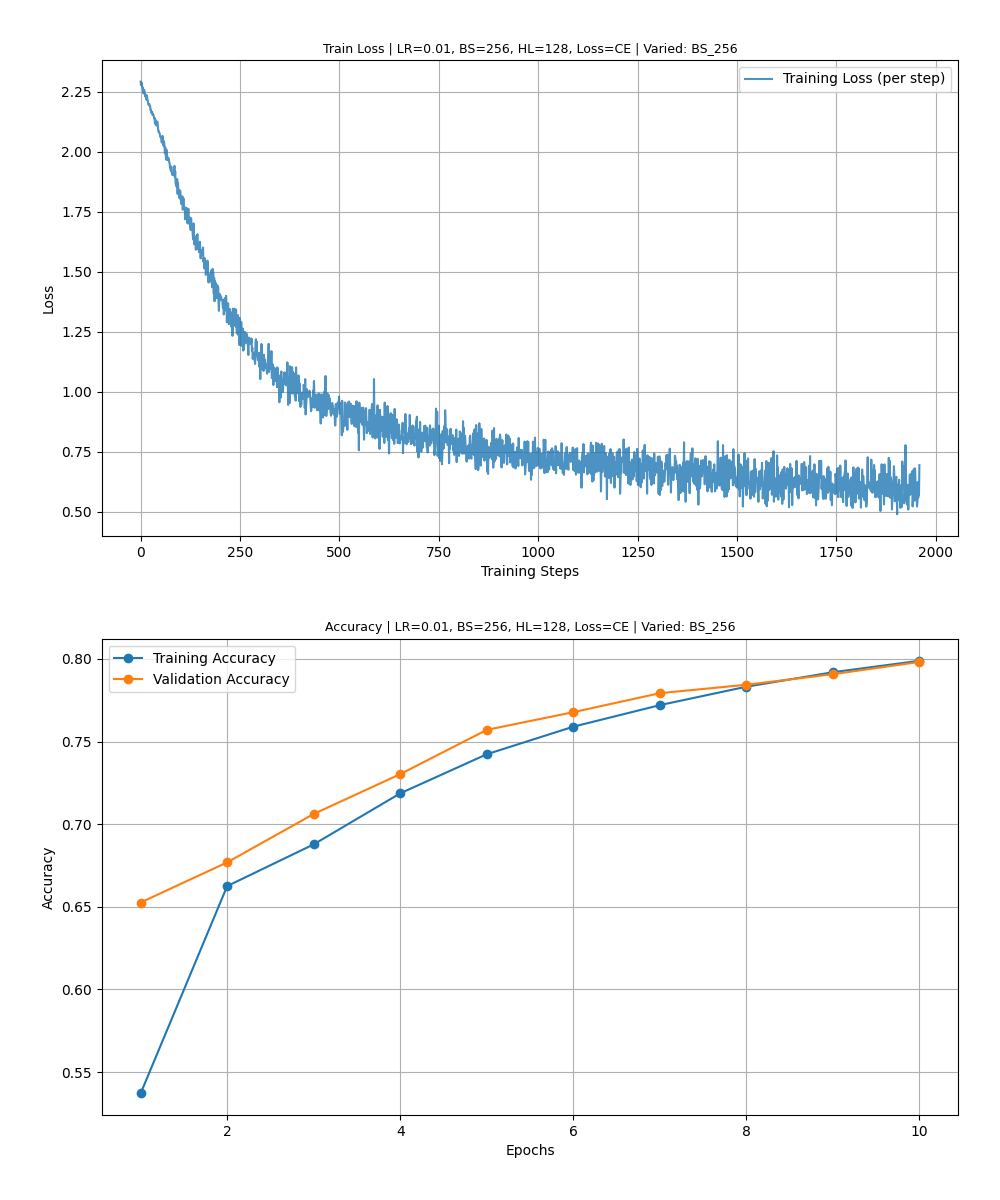 Train Loss | LR=0.01, BS=256, HL=128, Loss=CE | Varied: BS_256
Training Loss (per step)
2.25
2.00
1.75
1.50
1.25
1.00
0.75
0.50
Loss
0 250 500 750 1000 1250 1500 1750 2000
Training Steps
Accuracy | LR=0.01, BS=256, HL=128, Loss=CE | Varied: BS_256
Training Accuracy
Validation Accuracy
0.80
0.75
0.70
0.65
0.60
0.55
Accuracy
2 4 6 8 10
Epochs